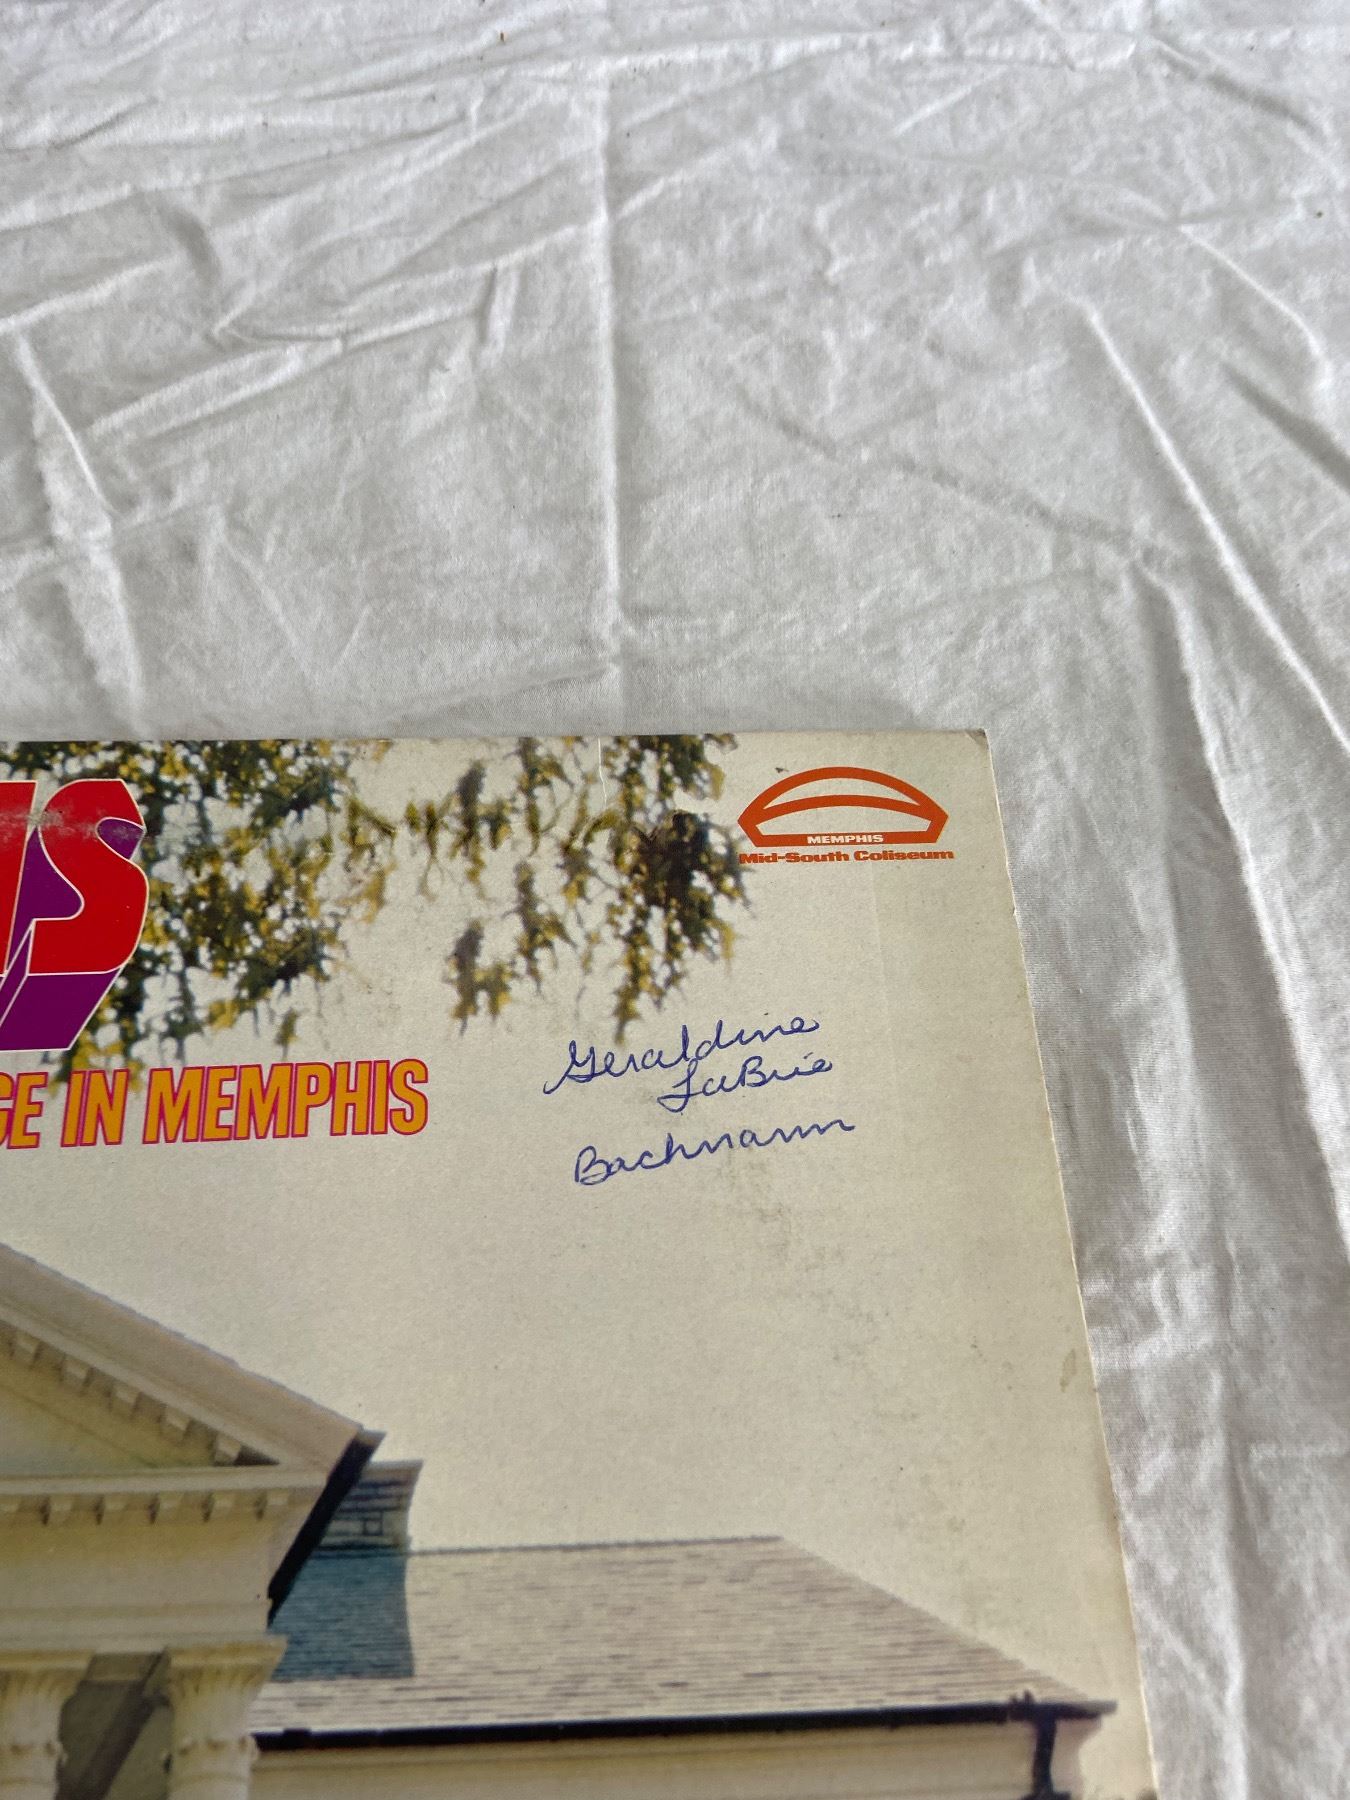 MEMPHIS
Mid-South Coliseum
IS
GE IN MEMPHIS
Geraldine
LaBrie
Bachmann